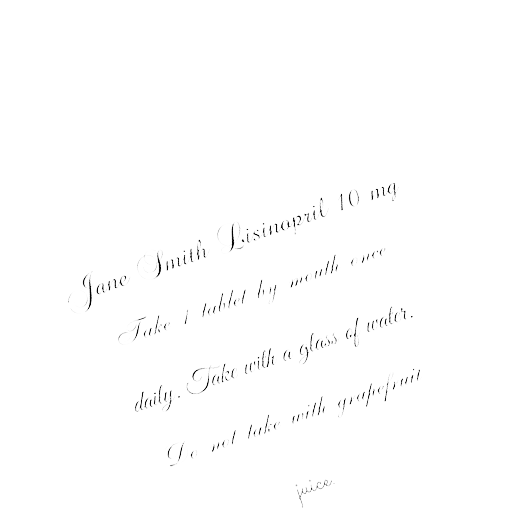 Jane Smith Lisinapril 10 mg
Take 1 tablet by mouth once
daily. Take with a glass of water.
Do not take with grapefruit
juice.